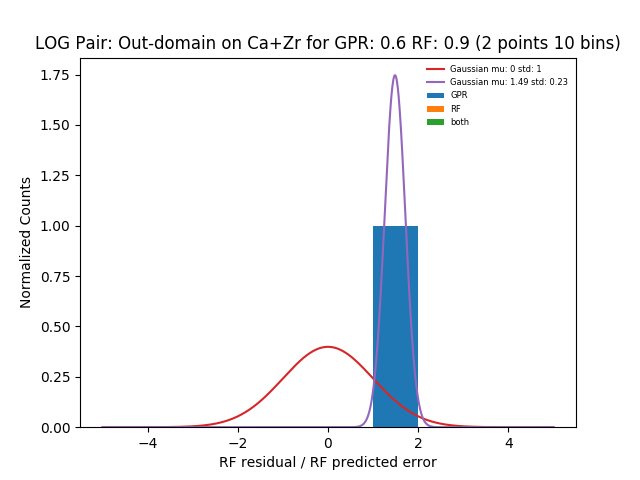 LOG Pair: Out-domain on Ca+Zr for GPR: 0.6 RF: 0.9 (2 points 10 bins)
Gaussian mu: 0 std: 1
Gaussian mu: 1.49 std: 0.23
GPR
RF
both
Normalized Counts
1.75
1.50
1.25
1.00
0.75
0.50
0.25
0.00
−4
−2
0
2
4
RF residual / RF predicted error